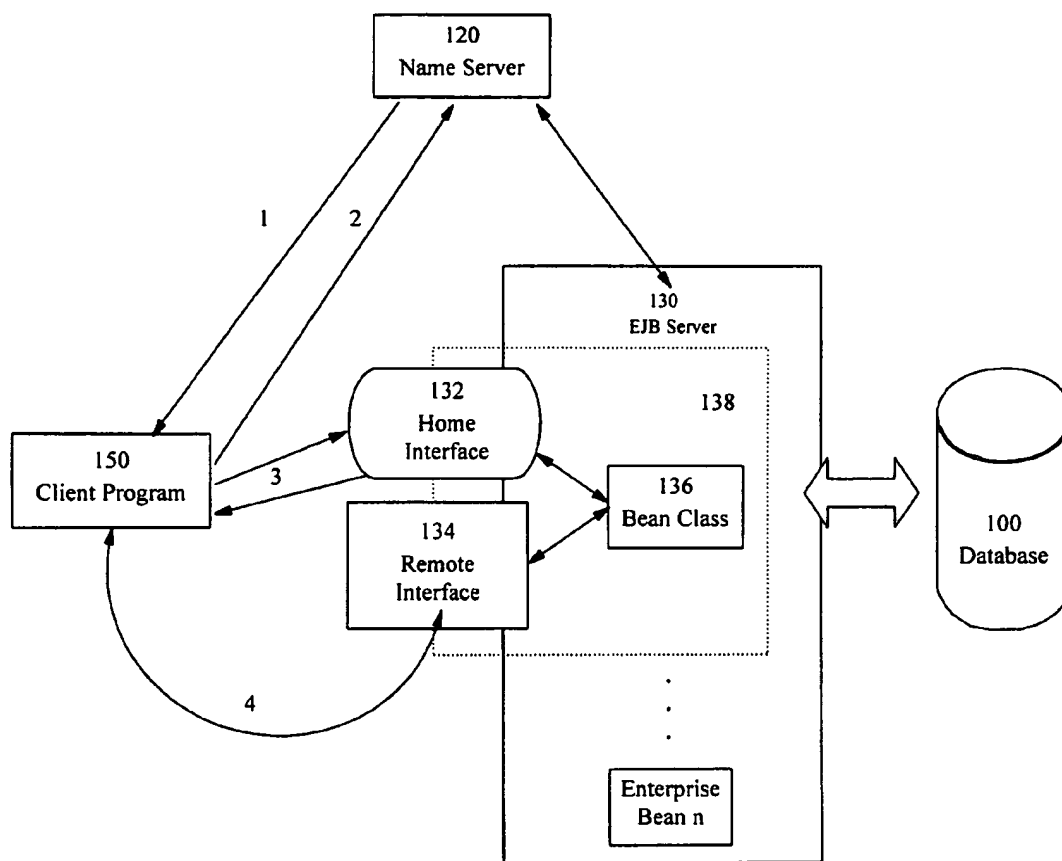 120
Name Server
1
2
130
EJB Server
132
Home
Interface
138
150
Client Program
3
136
Bean Class
134
Remote
Interface
100
Database
4
Enterprise
Bean n